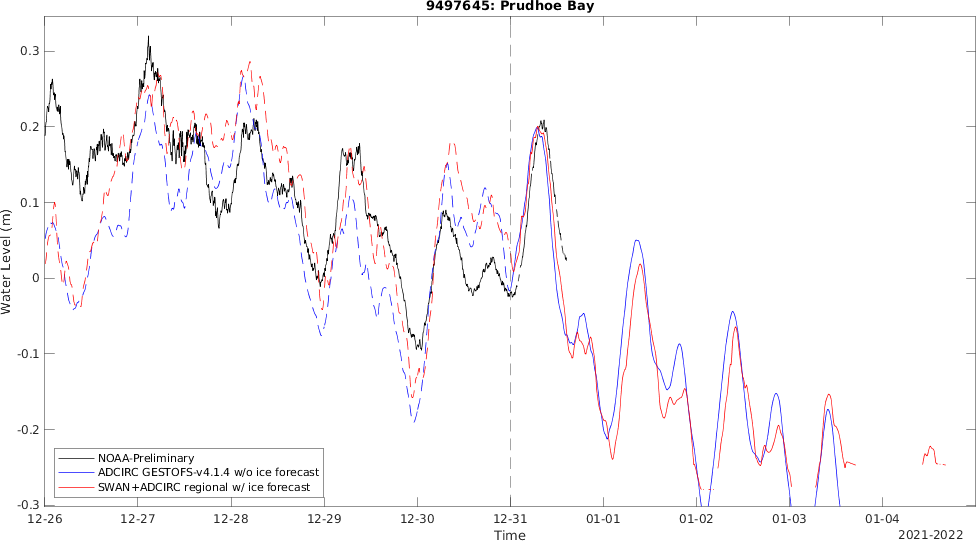 9497645: Prudhoe Bay
0.3
0.2
0.1
0
-0.1
-0.2
-0.3
Water Level (m)
NOAA-Preliminary
ADCIRC GESTOFS-v4.1.4 w/o ice forecast
SWAN+ADCIRC regional w/ ice forecast
12-26 12-27 12-28 12-29 12-30 12-31 01-01 01-02 01-03 01-04
Time
2021-2022